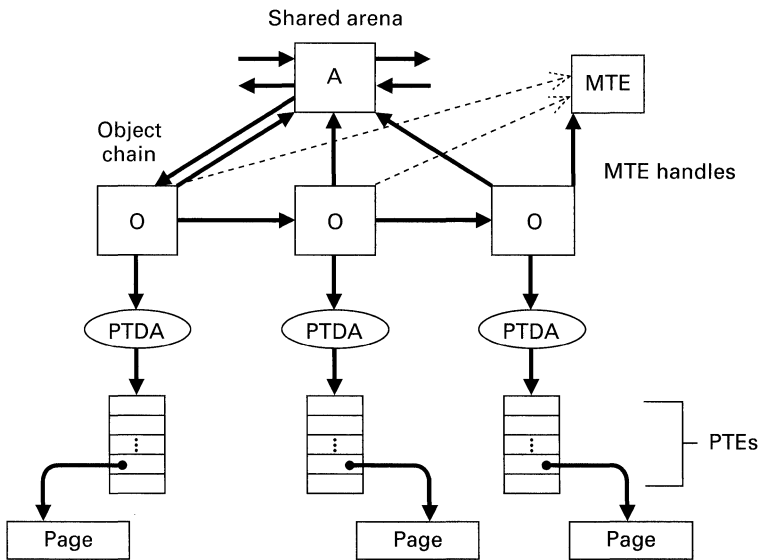 Shared arena
A
MTE
Object
chain
MTE handles
O
O
O
PTDA
PTDA
PTDA
PTEs
Page
Page
Page